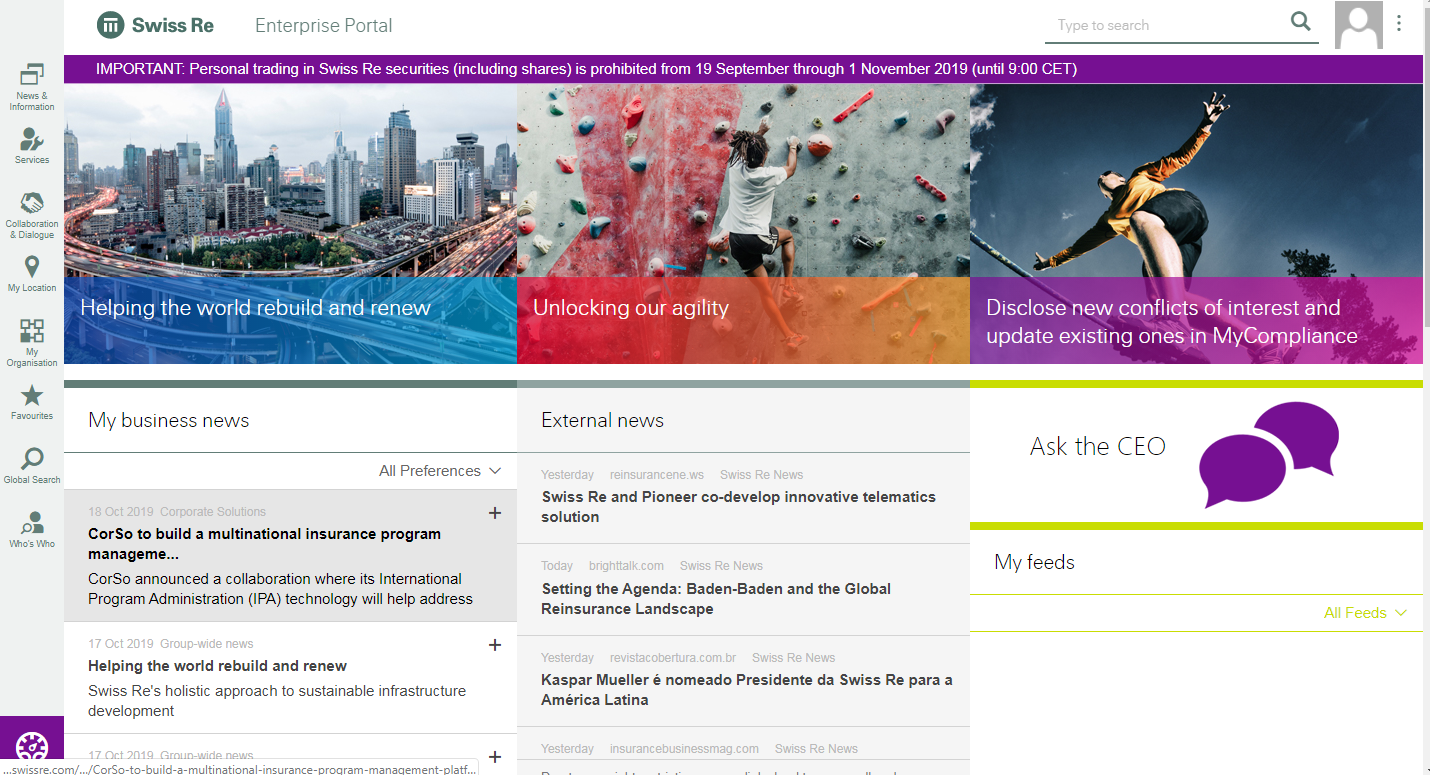 Swiss Re
Enterprise Portal
Type to search
IMPORTANT: Personal trading in Swiss Re securities (including shares) is prohibited from 19 September through 1 November 2019 (until 9:00 CET)
News &
Information
Services
Collaboration
& Dialogue
My Location
My
Organisation
Favourites
Global Search
Who's Who
Helping the world rebuild and renew
Unlocking our agility
Disclose new conflicts of interest and
update existing ones in MyCompliance
My business news
All Preferences
18 Oct 2019 Corporate Solutions
CorSo to build a multinational insurance program
manageme...
CorSo announced a collaboration where its International
Program Administration (IPA) technology will help address
17 Oct 2019 Group-wide news
Helping the world rebuild and renew
Swiss Re's holistic approach to sustainable infrastructure
development
17 Oct 2019 Group-wide news
External news
Yesterday reinsurancene.ws Swiss Re News
Swiss Re and Pioneer co-develop innovative telematics
solution
Today brighttalk.com Swiss Re News
Setting the Agenda: Baden-Baden and the Global
Reinsurance Landscape
Yesterday revistacobertura.com.br Swiss Re News
Kaspar Mueller é nomeado Presidente da Swiss Re para a
América Latina
Yesterday insurancebusinessmag.com Swiss Re News
Ask the CEO
My feeds
All Feeds
...swissre.com/.../CorSo-to-build-a-multinational-insurance-program-management-platf...